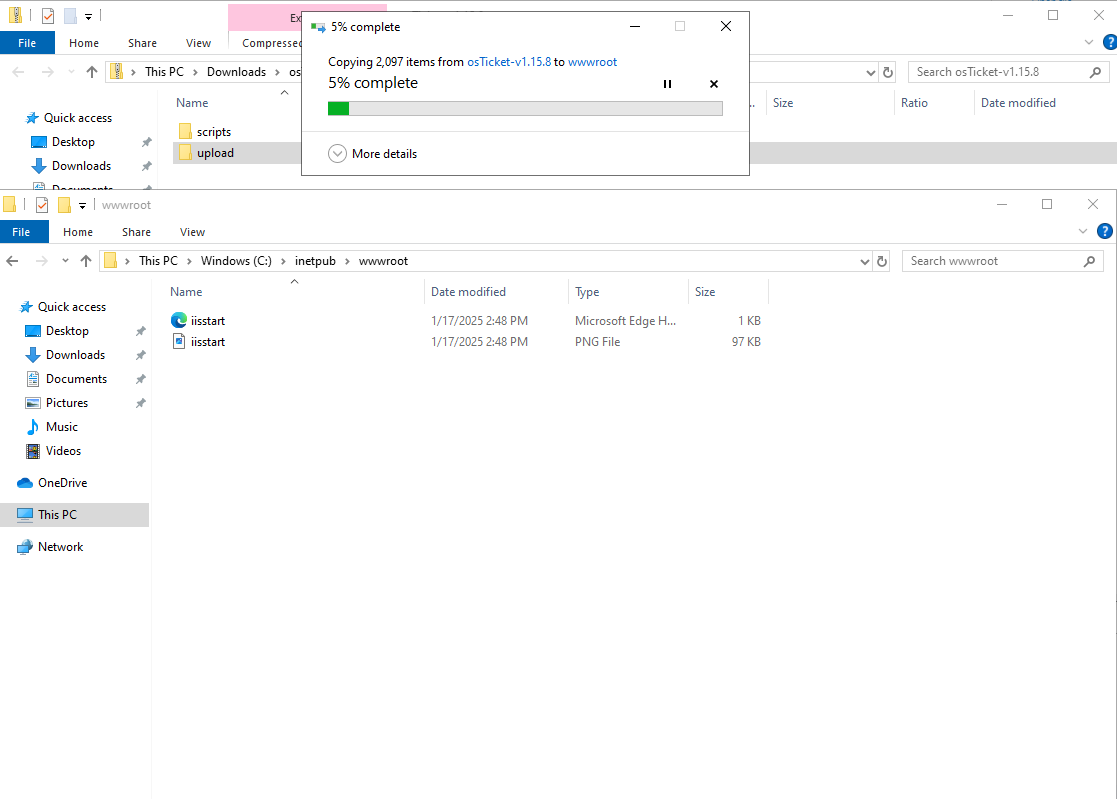 Ex
5% complete
File
Home
Share
View
Compressed
Copying 2,097 items from osTicket-v1.15.8 to wwwroot
5% complete
This PC
Downloads
os
Search osTicket-v1.15.8
Name
Size
Ratio
Date modified
Quick access
Desktop
Downloads
Documents
scripts
upload
More details
wwwroot
File
Home
Share
View
This PC
Windows (C:)
inetpub
wwwroot
Search wwwroot
Name
Date modified
Type
Size
iisstart
1/17/2025 2:48 PM
Microsoft Edge H...
1 KB
iisstart
1/17/2025 2:48 PM
PNG File
97 KB
Quick access
Desktop
Downloads
Documents
Pictures
Music
Videos
OneDrive
This PC
Network